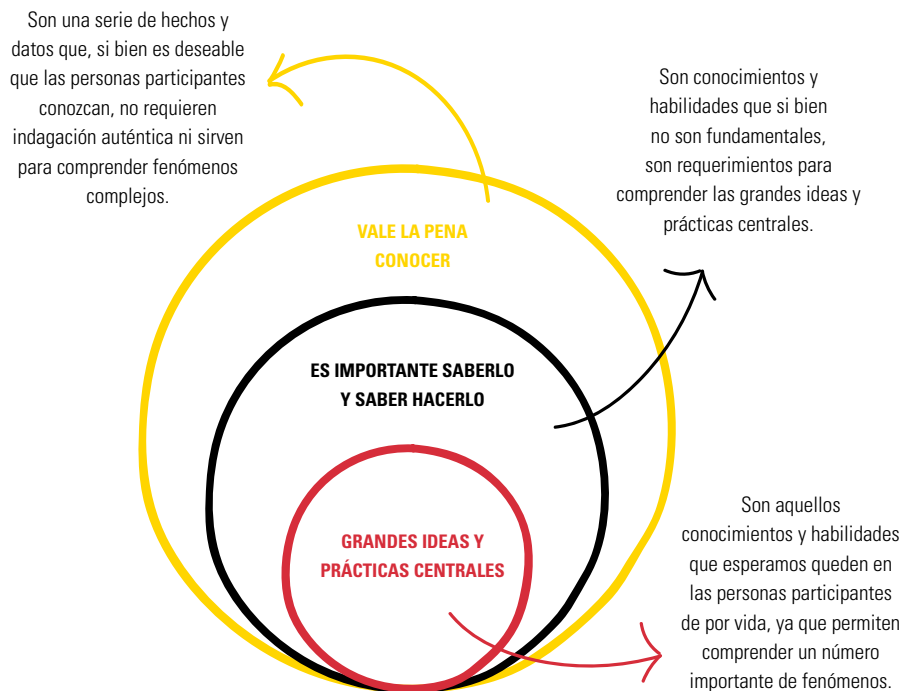 Son una serie de hechos y
datos que, si bien es deseable
que las personas participantes
conozcan, no requieren
indagación auténtica ni sirven
para comprender fenómenos
complejos.
Son conocimientos y
habilidades que si bien
no son fundamentales,
son requerimientos para
comprender las grandes ideas y
prácticas centrales.
VALE LA PENA
CONOCER
ES IMPORTANTE SABERLO
Y SABER HACERLO
GRANDES IDEAS Y
PRÁCTICAS CENTRALES
Son aquellos
conocimientos y habilidades
que esperamos queden en
las personas participantes
de por vida, ya que permiten
comprender un número
importante de fenómenos.